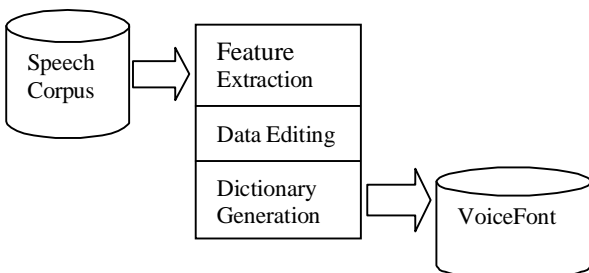 Speech
Corpus
Feature
Extraction
Data Editing
Dictionary
Generation
VoiceFont